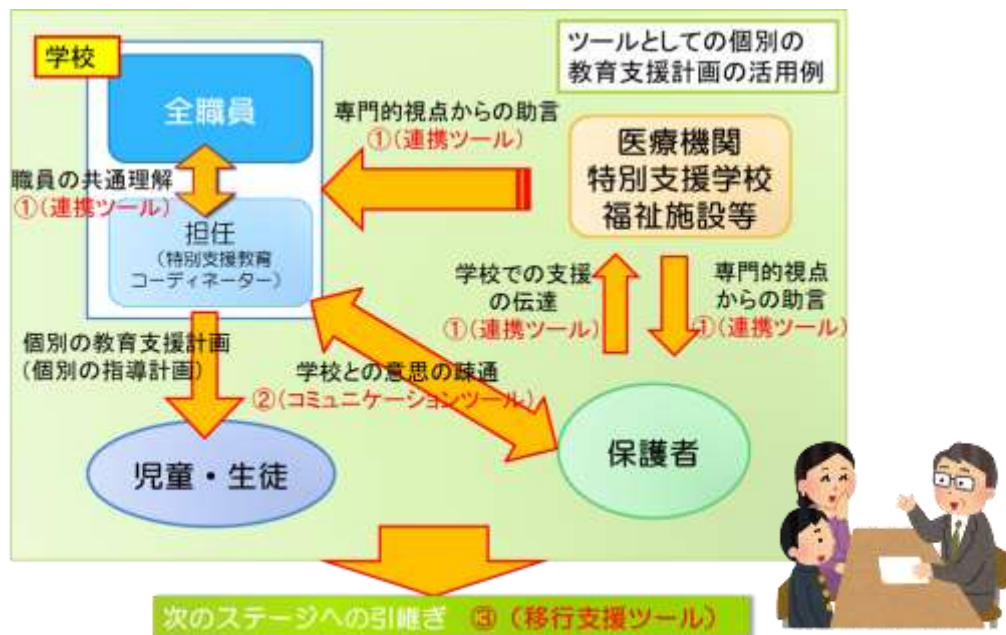 ツールとしての個別の
教育支援計画の活用例
学校
全職員
職員の共通理解
①(連携ツール)
担任
(特別支援教育
コーディネーター)
専門的視点からの助言
①(連携ツール)
医療機関
特別支援学校
福祉施設等
学校での支援
の伝達
①(連携ツール)
専門的視点
からの助言
①(連携ツール)
個別の教育支援計画
(個別の指導計画)
学校との意思の疎通
②(コミュニケーションツール)
児童・生徒
保護者
次のステージへの引継ぎ ③(移行支援ツール)